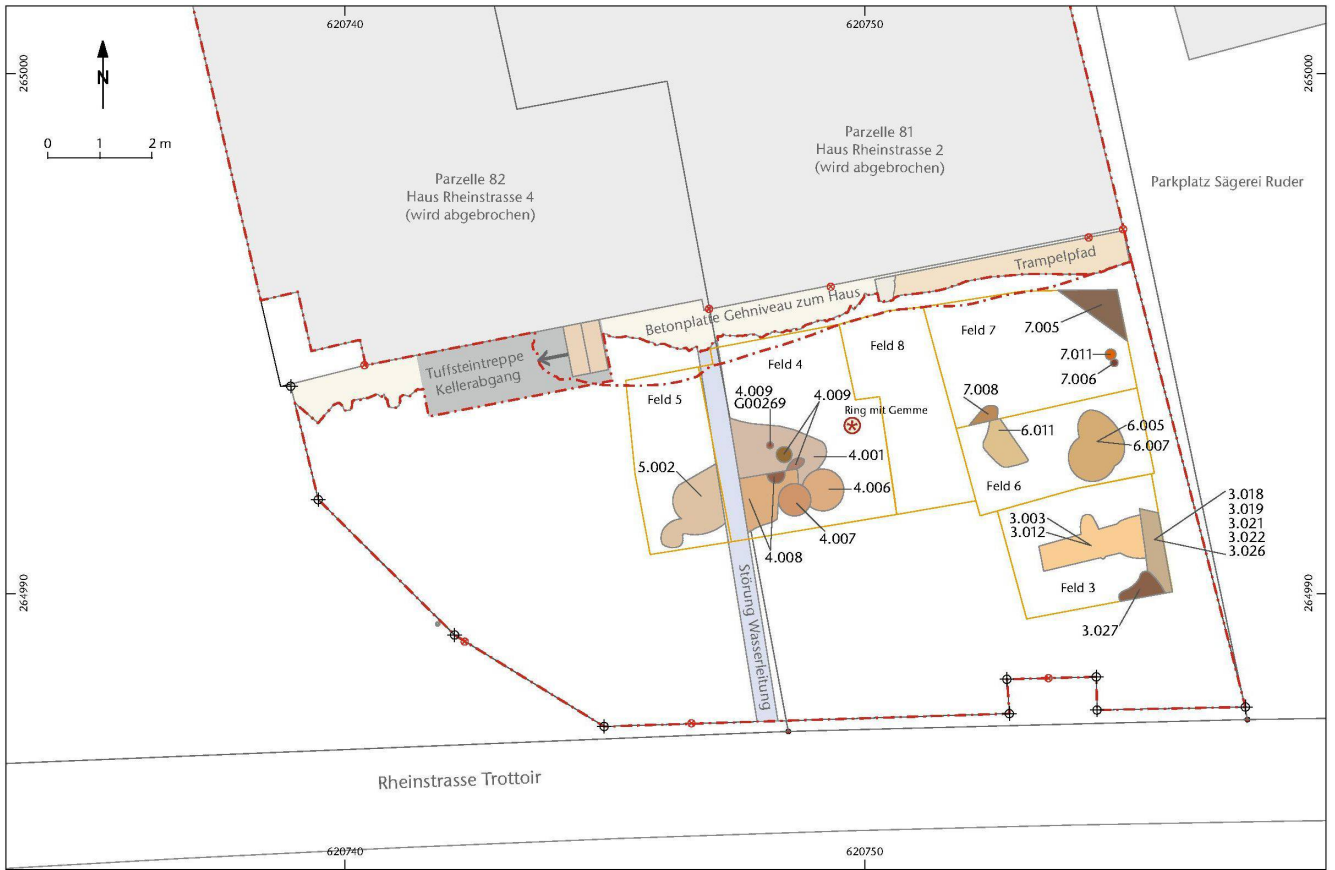 620740
620750
265000
265000
N
0 1 2 m
Parzelle 81
Haus Rheinstrasse 2
(wird abgebrochen)
Parzelle 82
Haus Rheinstrasse 4
(wird abgebrochen)
Parkplatz Sägerei Ruder
Trampelpfad
Betonplatte Gehniveau zum Haus
Tuffsteintreppe
Kellerabgang
Feld 7
7.005
Feld 8
Feld 4
7.011
7.006
4.009
G00269
4.009
Feld 5
Ring mit Gemme
7.008
6.011
6.005
6.007
4.001
5.002
4.006
Feld 6
3.018
3.019
3.021
3.022
3.026
3.003
3.012
4.007
4.008
Feld 3
3.027
264990
264990
Störung Wasserleitung
Rheinstrasse Trottoir
620740
620750